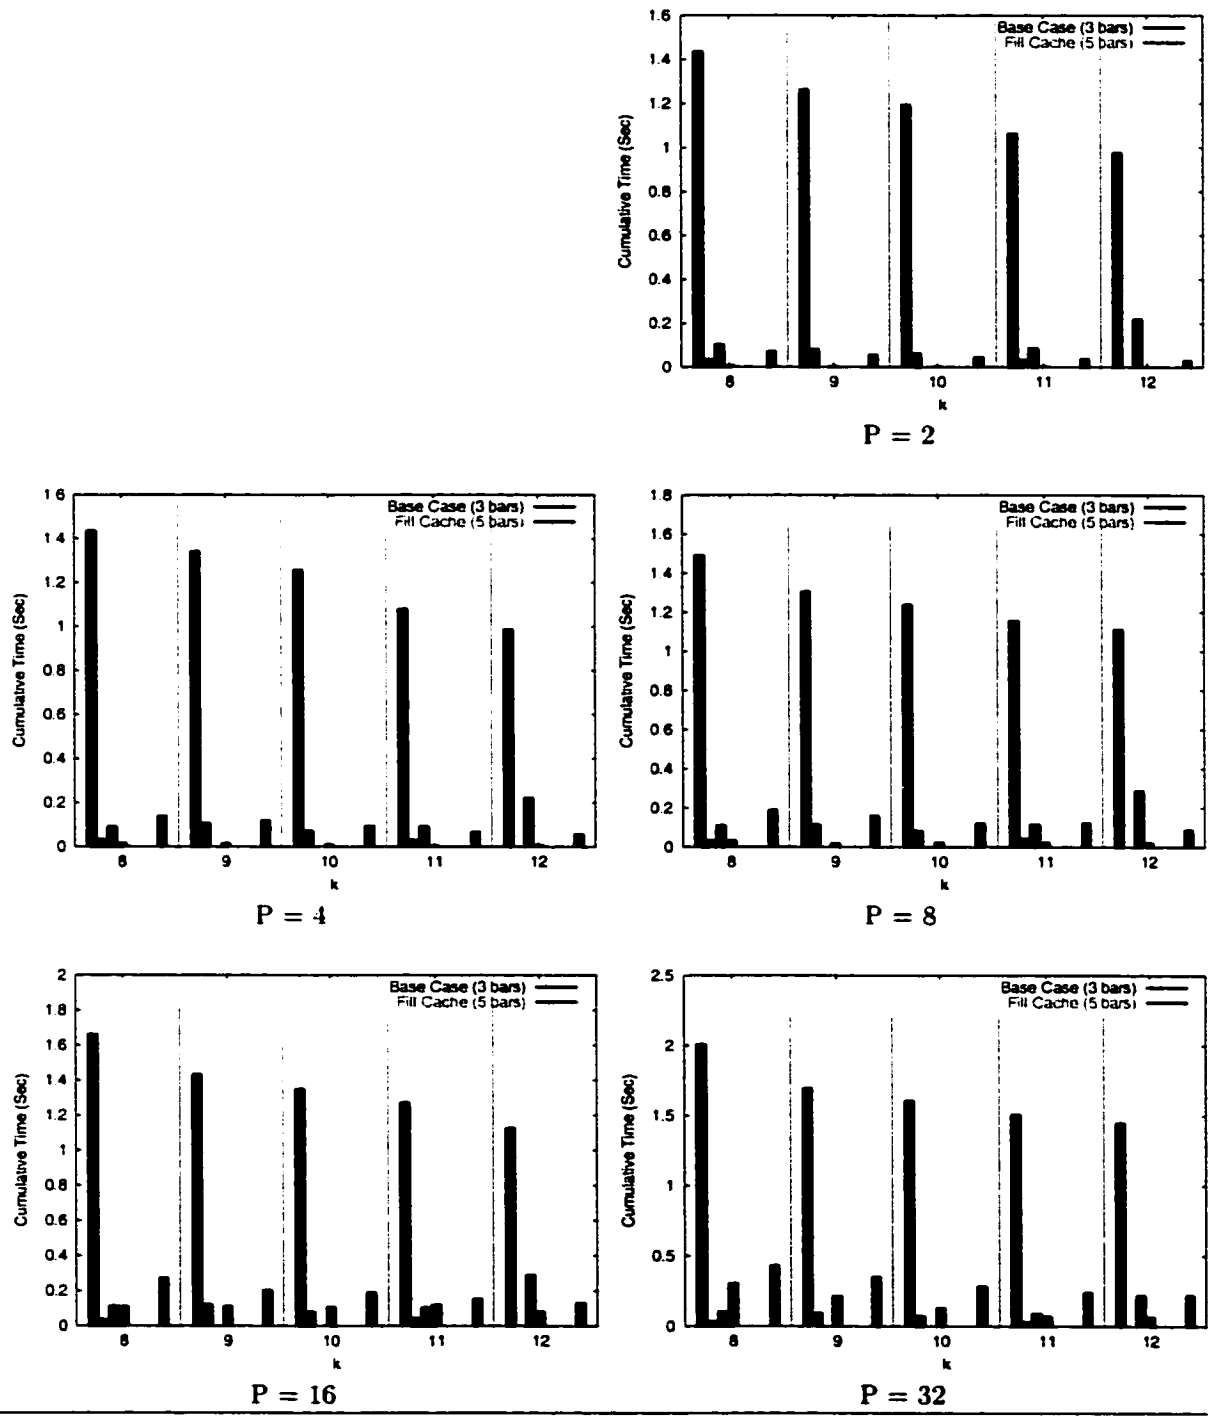 1.6
Base Case (3 bars)
Fill Cache (5 bars)
1.4
1.2
1
0.8
0.6
0.4
0.2
0
Cumulative Time (Sec)
8 9 10 11 12
k
P = 2
1.6
Base Case (3 bars)
Fill Cache (5 bars)
1.4
1.2
1
0.8
0.6
0.4
0.2
0
Cumulative Time (Sec)
8 9 10 11 12
k
P = 4
1.8
Base Case (3 bars)
Fill Cache (5 bars)
1.6
1.4
1.2
1
0.8
0.6
0.4
0.2
0
Cumulative Time (Sec)
8 9 10 11 12
k
P = 8
2
Base Case (3 bars)
Fill Cache (5 bars)
1.8
1.6
1.4
1.2
1
0.8
0.6
0.4
0.2
0
Cumulative Time (Sec)
8 9 10 11 12
k
P = 16
2.5
Base Case (3 bars)
Fill Cache (5 bars)
2
1.5
1
0.5
0
Cumulative Time (Sec)
8 9 10 11 12
k
P = 32